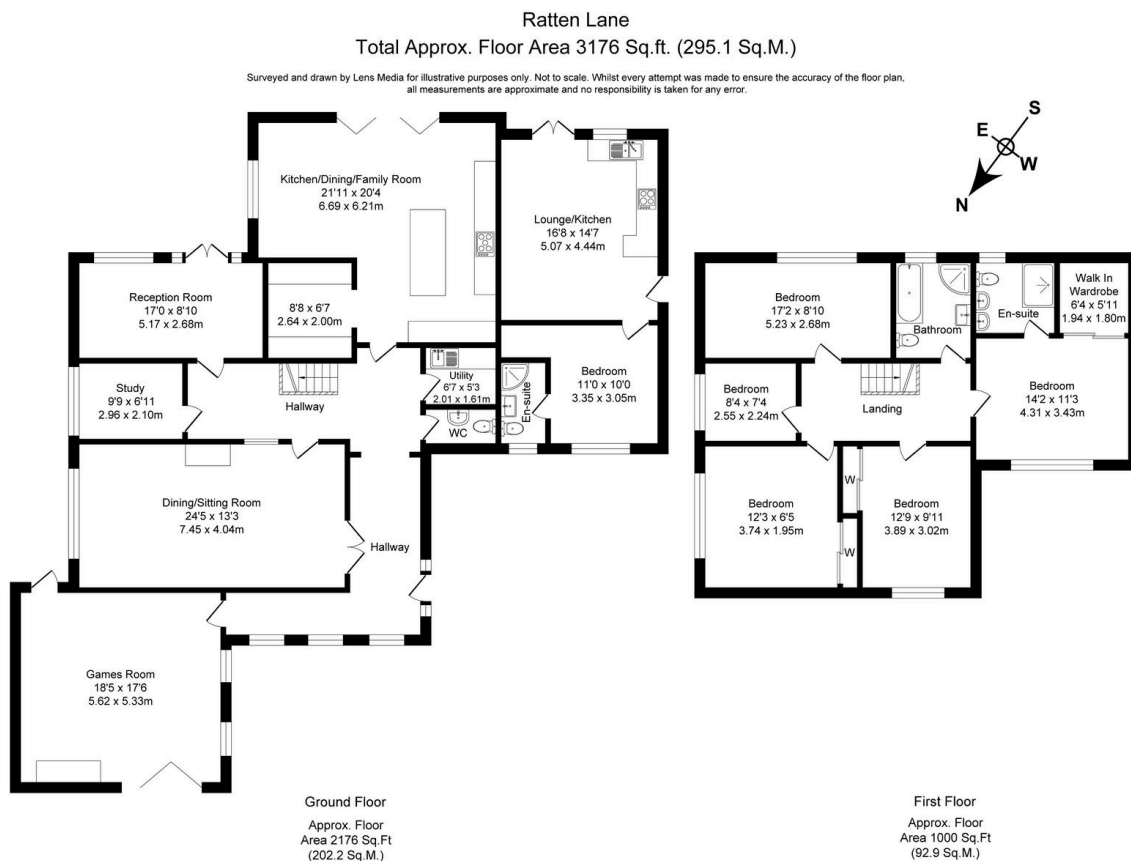 Ratten Lane
Total Approx. Floor Area 3176 Sq.ft. (295.1 Sq.M.)
Surveyed and drawn by Lens Media for illustrative purposes only. Not to scale. Whilst every attempt was made to ensure the accuracy of the floor plan,
all measurements are approximate and no responsibility is taken for any error.
S
E
W
N
Kitchen/Dining/Family Room
21'11 x 20'4
6.69 x 6.21m
Lounge/Kitchen
16'8 x 14'7
5.07 x 4.44m
Reception Room
17'0 x 8'10
5.17 x 2.68m
8'8 x 6'7
2.64 x 2.00m
Study
9'9 x 6'11
2.96 x 2.10m
Hallway
Utility
6'7 x 5'3
2.01 x 1.61m
WC
En-suite
Bedroom
11'0 x 10'0
3.35 x 3.05m
Dining/Sitting Room
24'5 x 13'3
7.45 x 4.04m
Hallway
Games Room
18'5 x 17'6
5.62 x 5.33m
Ground Floor
Approx. Floor
Area 2176 Sq.Ft
(202.2 Sq.M.)
Bedroom
17'2 x 8'10
5.23 x 2.68m
Bathroom
En-suite
Walk In
Wardrobe
6'4 x 5'11
1.94 x 1.80m
Bedroom
8'4 x 7'4
2.55 x 2.24m
Landing
Bedroom
14'2 x 11'3
4.31 x 3.43m
Bedroom
12'3 x 6'5
3.74 x 1.95m
W
W
Bedroom
12'9 x 9'11
3.89 x 3.02m
First Floor
Approx. Floor
Area 1000 Sq.Ft
(92.9 Sq.M.)